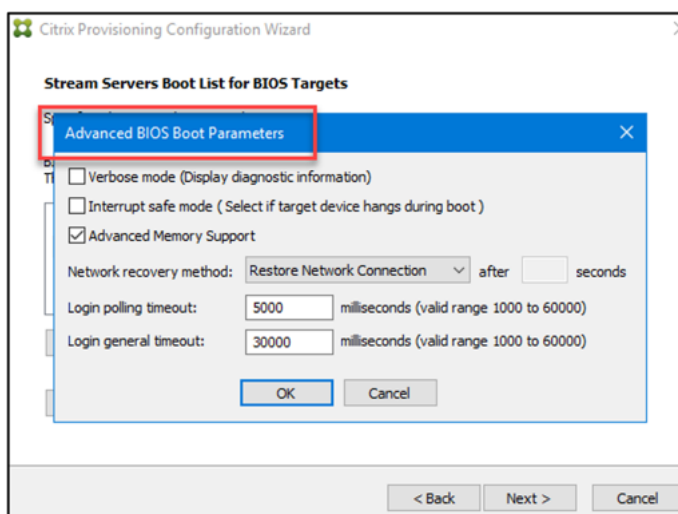 Citrix Provisioning Configuration Wizard
Stream Servers Boot List for BIOS Targets
Advanced BIOS Boot Parameters
Verbose mode (Display diagnostic information)
Interrupt safe mode ( Select if target device hangs during boot )
Advanced Memory Support
Network recovery method: Restore Network Connection after seconds
Login polling timeout: 5000 milliseconds (valid range 1000 to 60000)
Login general timeout: 30000 milliseconds (valid range 1000 to 60000)
OK Cancel
< Back Next > Cancel